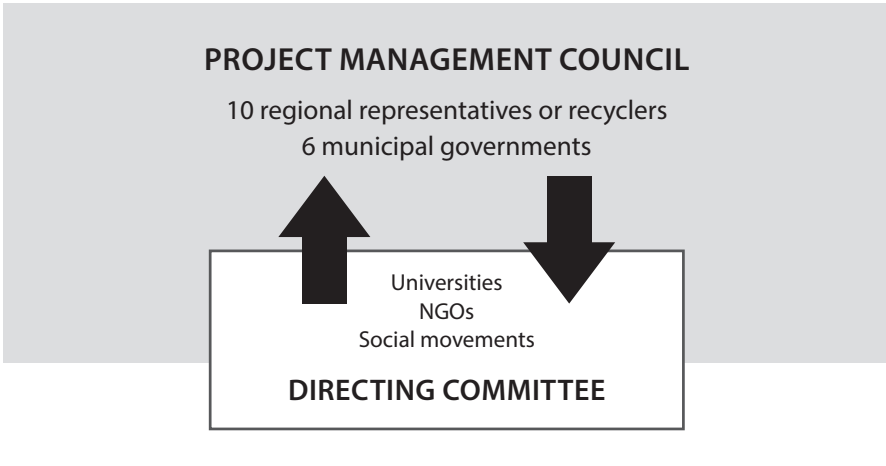 PROJECT MANAGEMENT COUNCIL
10 regional representatives or recyclers
6 municipal governments
Universities
NGOs
Social movements
DIRECTING COMMITTEE